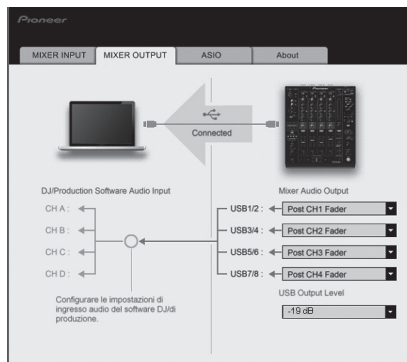 Pioneer
MIXER INPUT
MIXER OUTPUT
ASIO
About
Connected
DJ/Production Software Audio Input
CH A :
CH B :
CH C :
CH D :
Configurare le impostazioni di
ingresso audio del software DJ/di
produzione.
Mixer Audio Output
USB1/2 : Post CH1 Fader
USB3/4 : Post CH2 Fader
USB5/6 : Post CH3 Fader
USB7/8 : Post CH4 Fader
USB Output Level
-19 dB